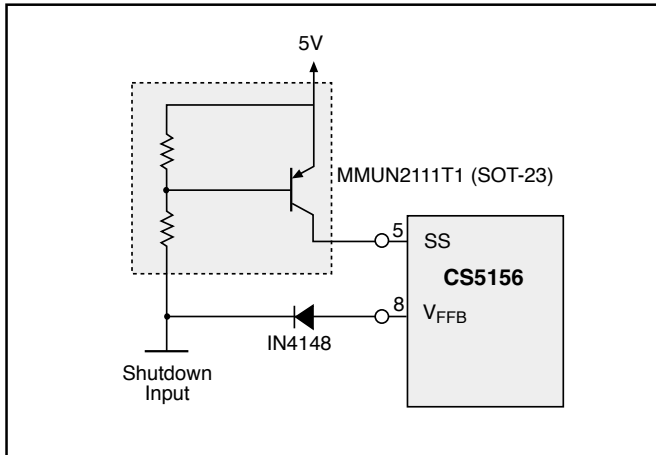 5V
MMUN2111T1 (SOT-23)
5
SS
CS5156
8
VFFB
IN4148
Shutdown
Input